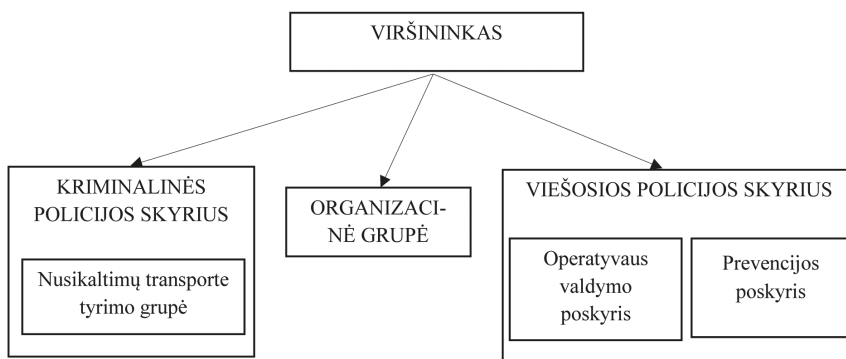 VIRŠININKAS
KRIMINALINĖS
POLICIJOS SKYRIUS
Nusikaltimų transporte
tyrimo grupė
ORGANIZACI-
NĖ GRUPĖ
VIEŠOSIOS POLICIJOS SKYRIUS
Operatyvaus
valdymo
poskyris
Prevencijos
poskyris